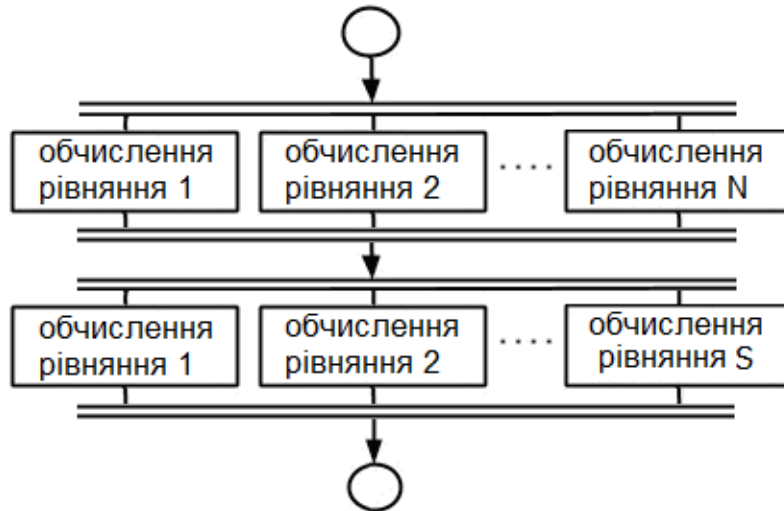 обчислення
рівняння 1
обчислення
рівняння 2
. . . .
обчислення
рівняння N
обчислення
рівняння 1
обчислення
рівняння 2
. . . .
обчислення
рівняння S